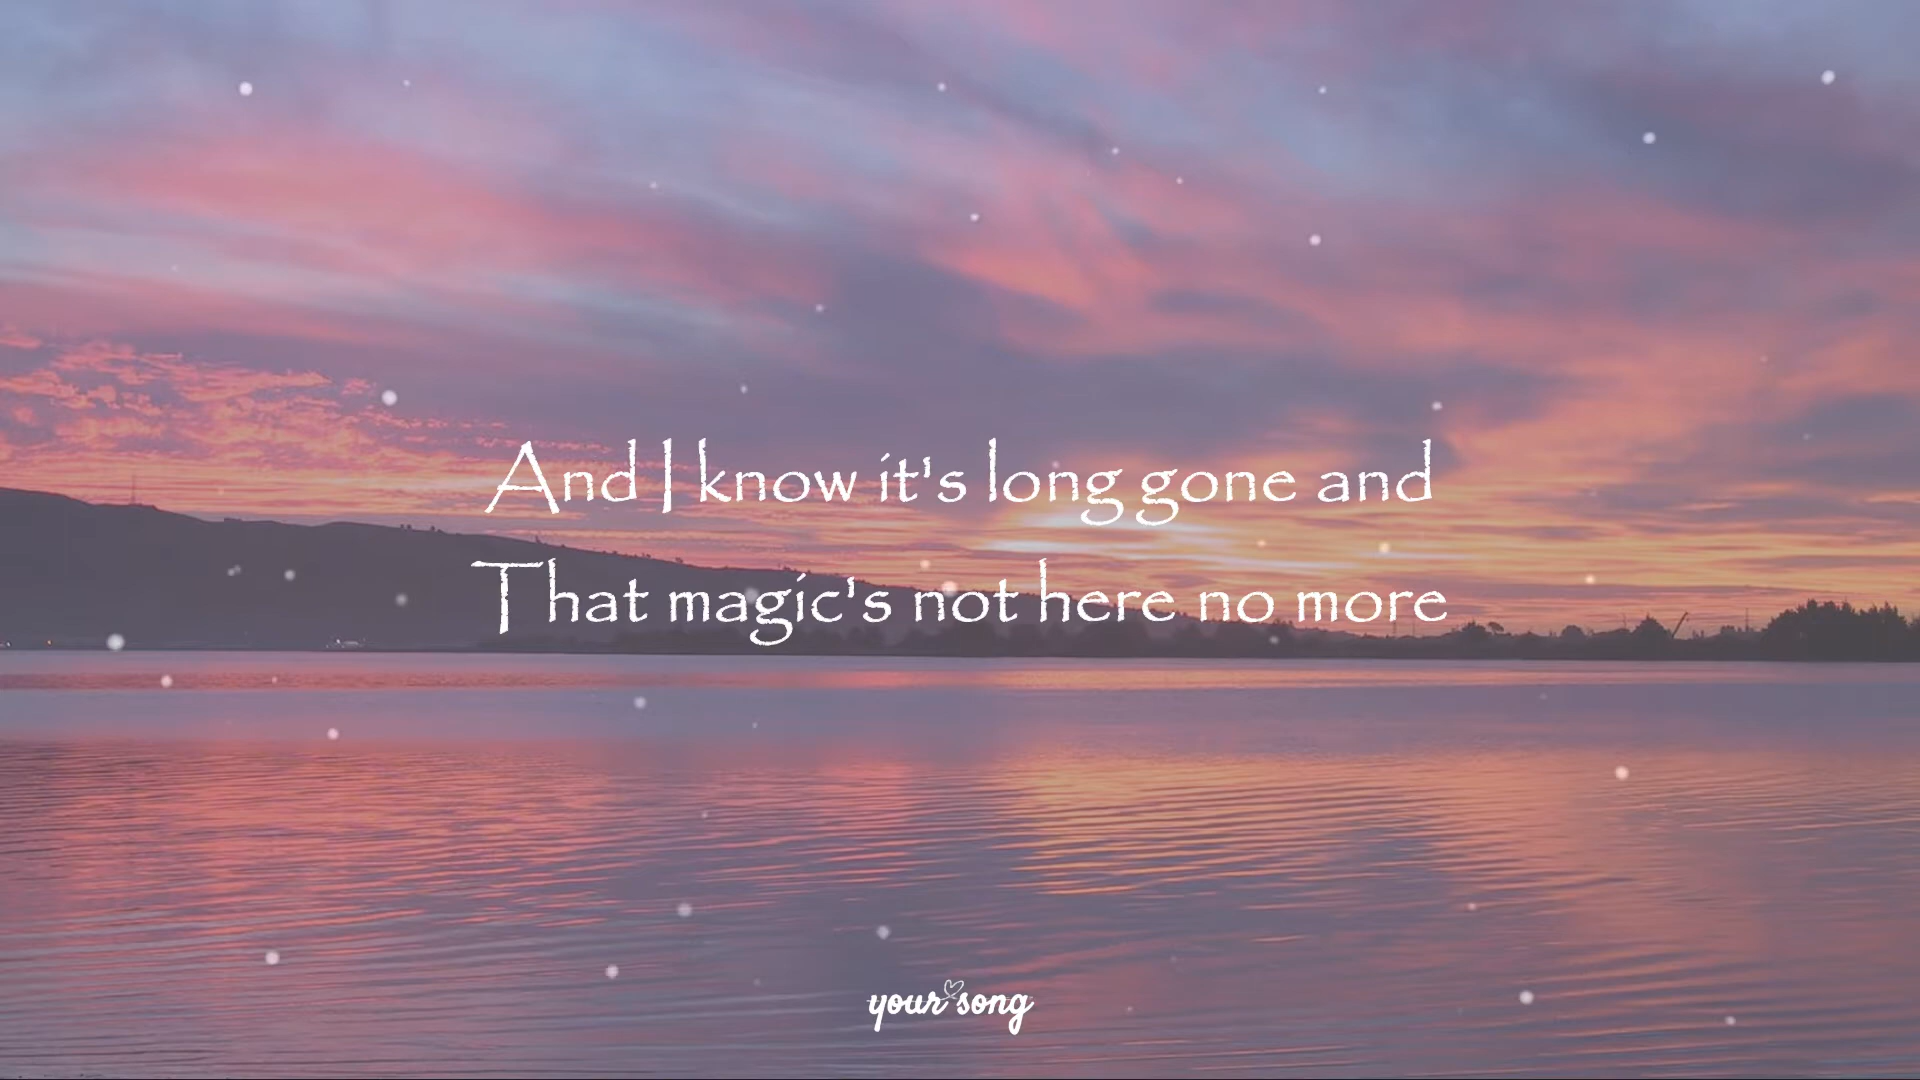 And I know it's long gone and
That magic's not here no more
your song